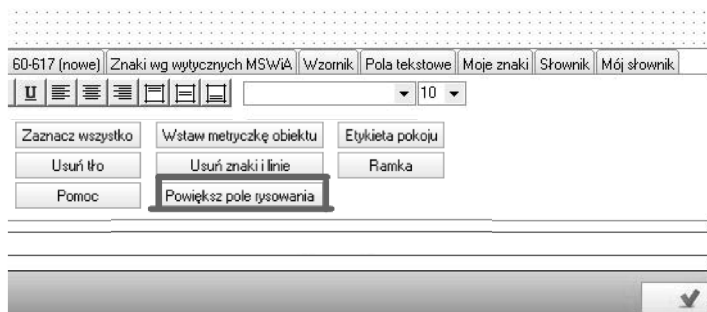 60-617 (nowe) Znaki wg wytycznych MSWiA Wzornik Pola tekstowe Moje znaki Słownik Mój słownik
U 10
Zaznacz wszystko Wstaw metryczkę obiektu Etykieta pokoju
Usuń tło Usuń znaki i linie Ramka
Pomoc Powiększ pole rysowania